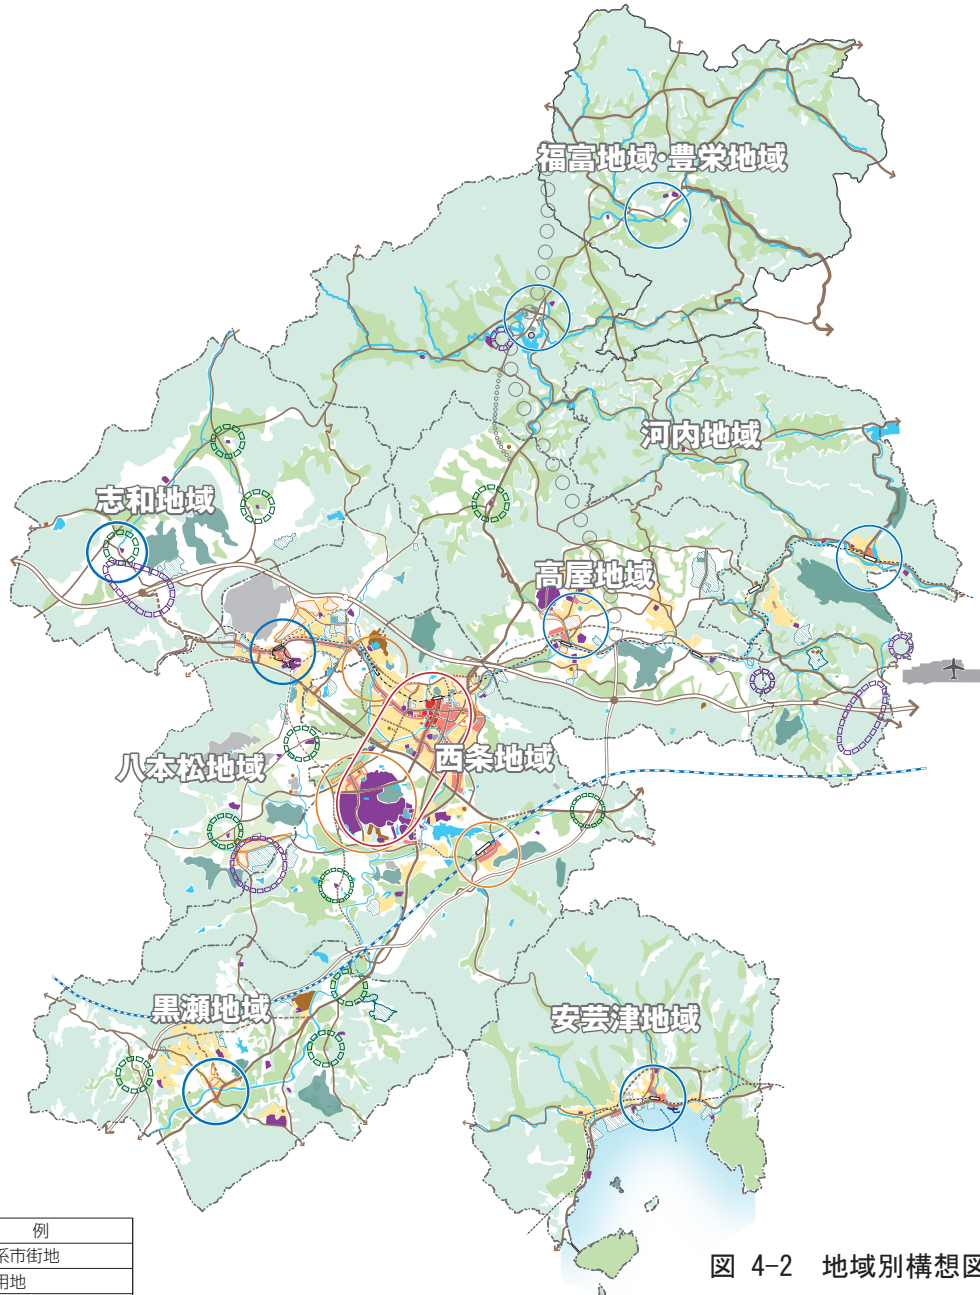 福富地域・豊栄地域
河内地域
志和地域
高屋地域
八本松地域
西条地域
黒瀬地域
安芸津地域
例
系市街地
用地
図 4-2 地域別構想図